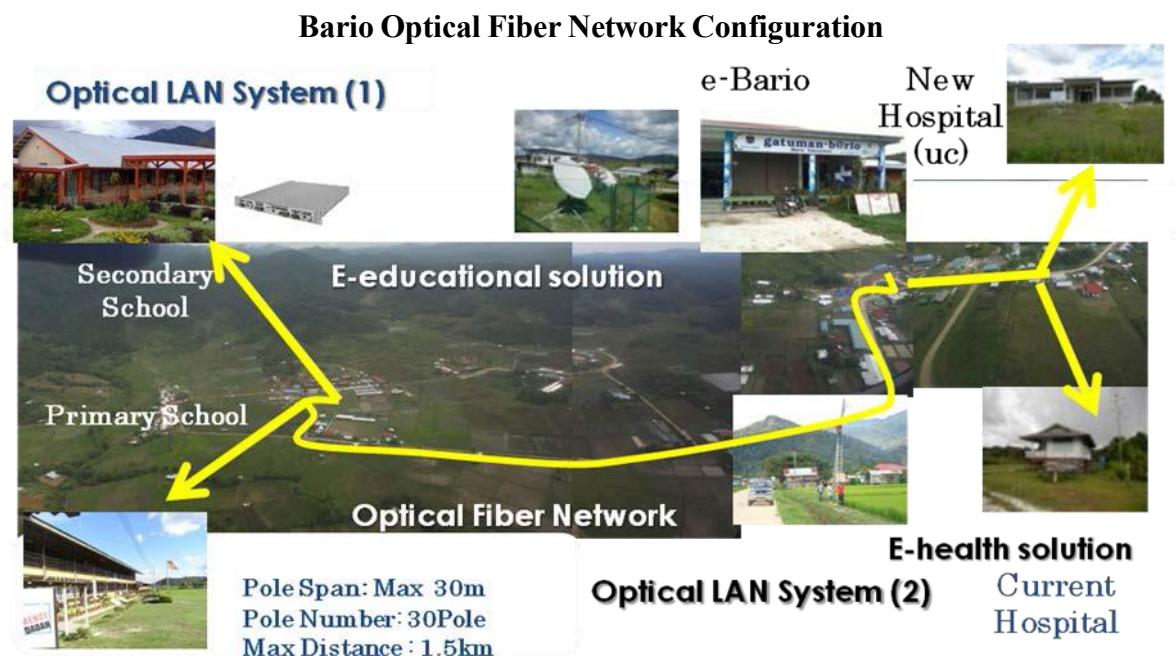 Bario Optical Fiber Network Configuration
Optical LAN System (1)
e-Bario
New
Hospital
(uc)
gatuman·b@rio
Secondary
School
E-educational solution
Primary School
Optical Fiber Network
E-health solution
Optical LAN System (2)
Current
Hospital
Pole Span: Max 30m
Pole Number: 30Pole
Max Distance : 1.5km